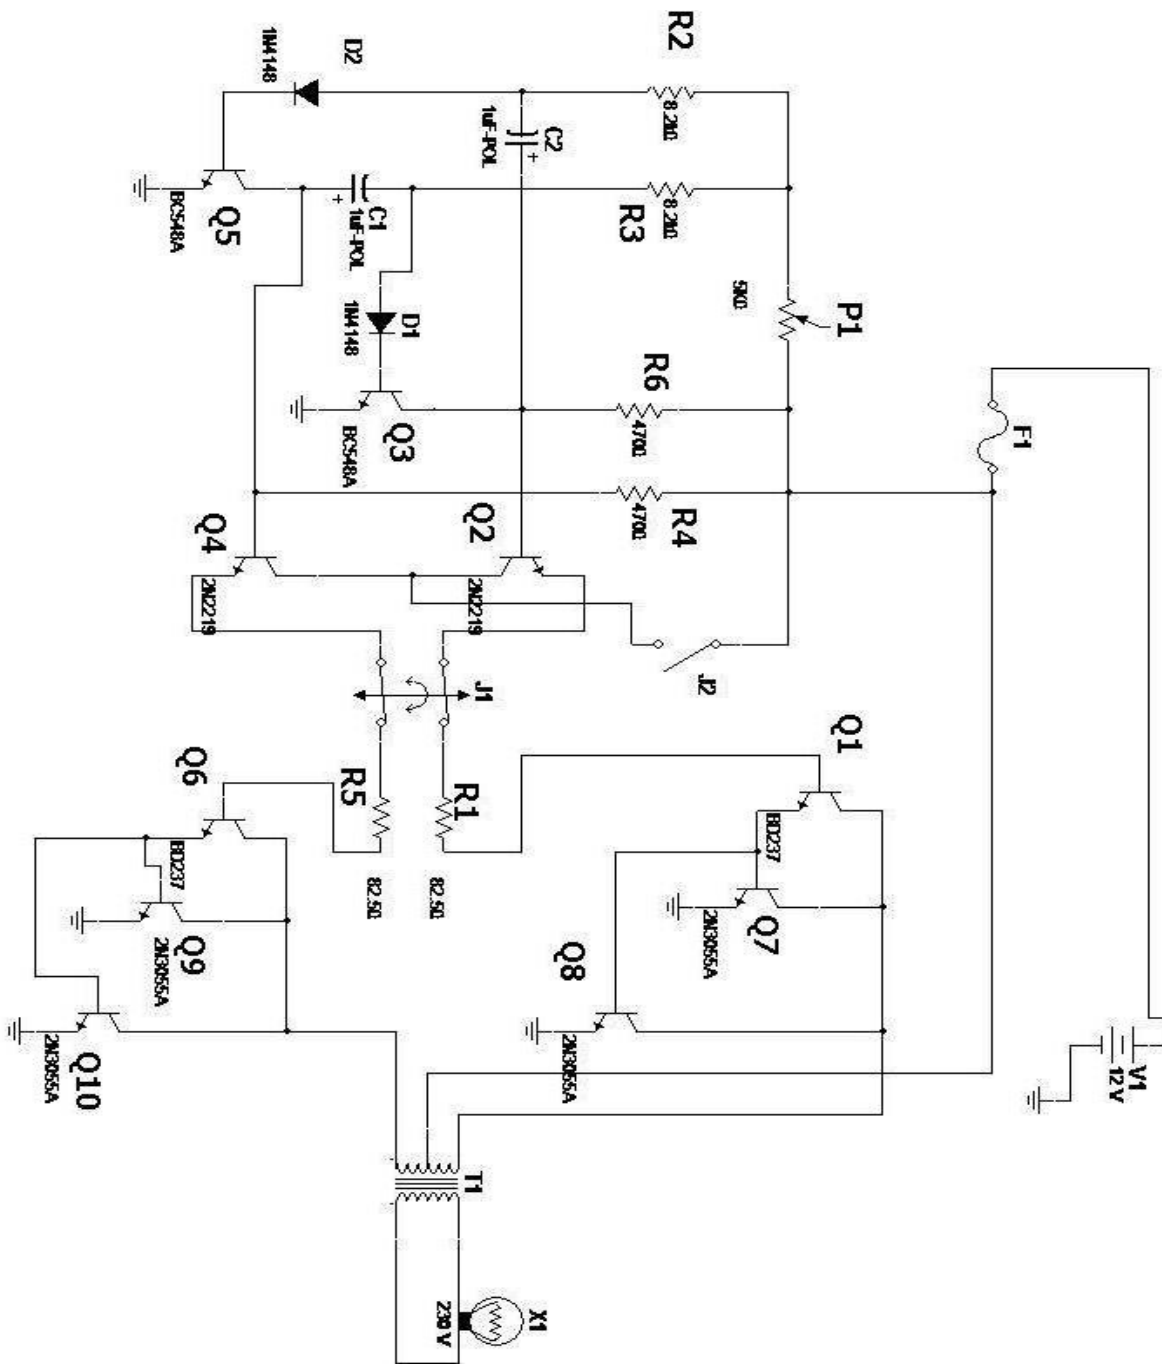 R2
8.2kΩ
D2
1N4148
C2
1uF-POL
+
Q5
BC548A
C1
1uF-POL
+
R3
8.2kΩ
D1
1N4148
P1
5KΩ
R6
470Ω
Q3
BC548A
F1
R4
470Ω
Q2
2N2219
Q4
2N2219
J2
J1
Q1
BD237
Q6
BD237
R5
82.5Ω
R1
82.5Ω
Q7
2N3055A
Q8
2N3055A
Q9
2N3055A
Q10
2N3055A
V1
12 V
T1
X1
230 V